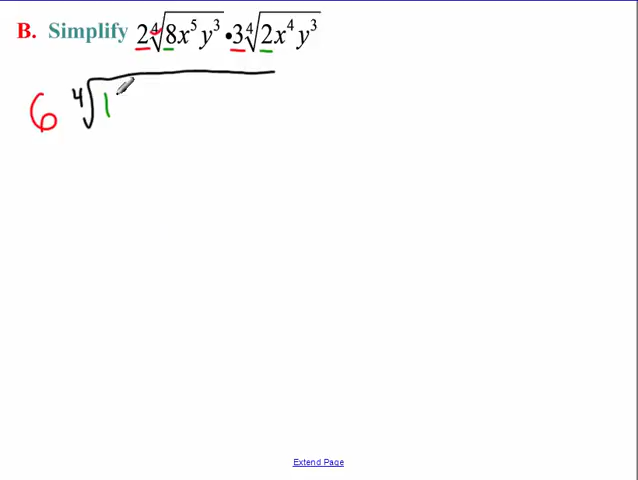 B. Simplify 2∜8x⁵y³ • 3∜2x⁴y³
6 ∜1
Extend Page